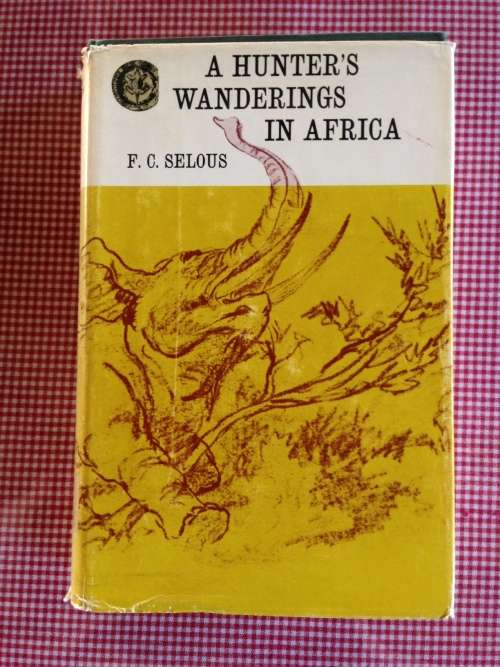 A HUNTER'S
WANDERINGS
IN AFRICA
F. C. SELOUS